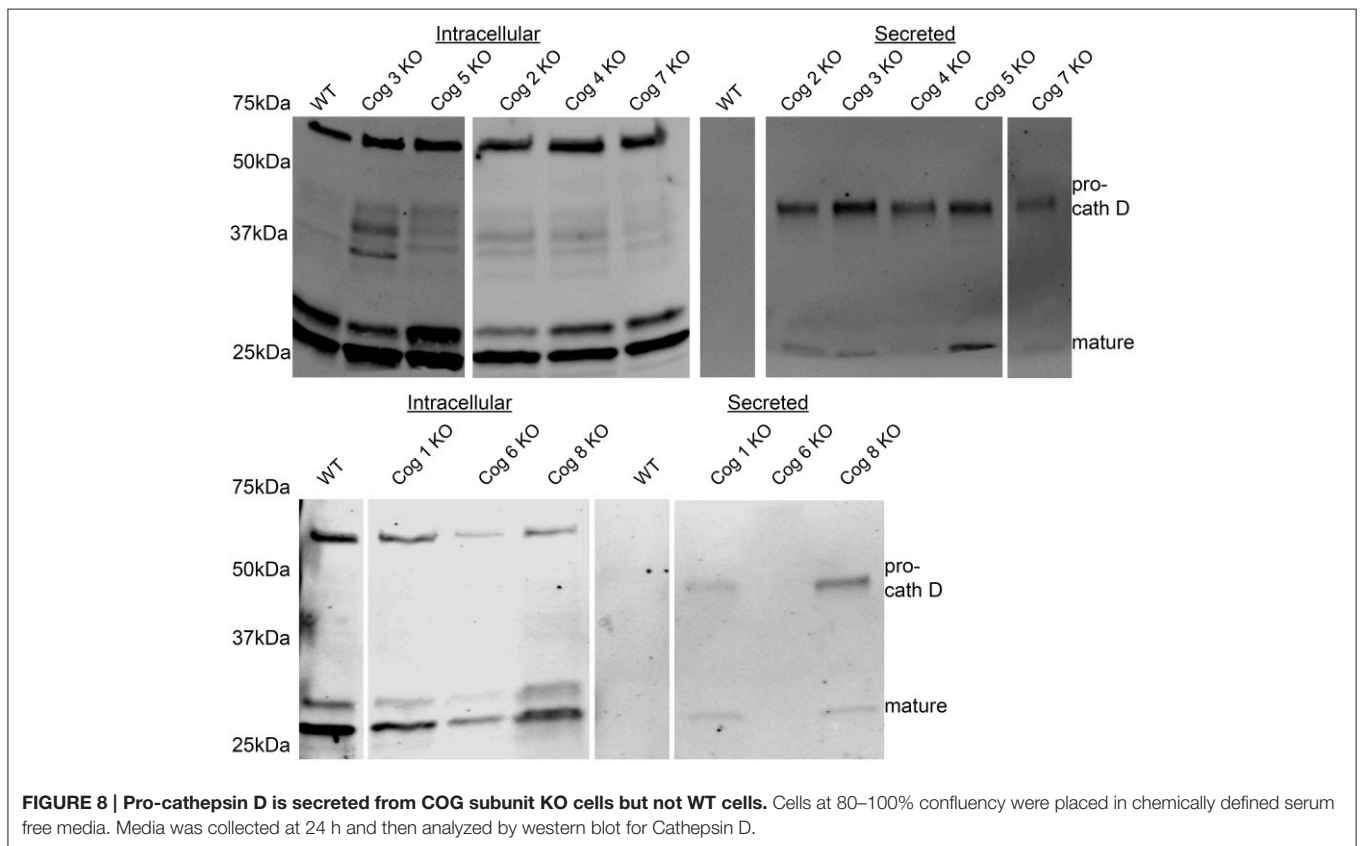 Intracellular
Secreted
WT
Cog 3 KO
Cog 5 KO
Cog 2 KO
Cog 4 KO
Cog 7 KO
WT
Cog 2 KO
Cog 3 KO
Cog 4 KO
Cog 5 KO
Cog 7 KO
75kDa
50kDa
37kDa
25kDa
pro-
cath D
mature
Intracellular
Secreted
WT
Cog 1 KO
Cog 6 KO
Cog 8 KO
WT
Cog 1 KO
Cog 6 KO
Cog 8 KO
75kDa
50kDa
37kDa
25kDa
pro-
cath D
mature
FIGURE 8 | Pro-cathepsin D is secreted from COG subunit KO cells but not WT cells. Cells at 80–100% confluency were placed in chemically defined serum
free media. Media was collected at 24 h and then analyzed by western blot for Cathepsin D.